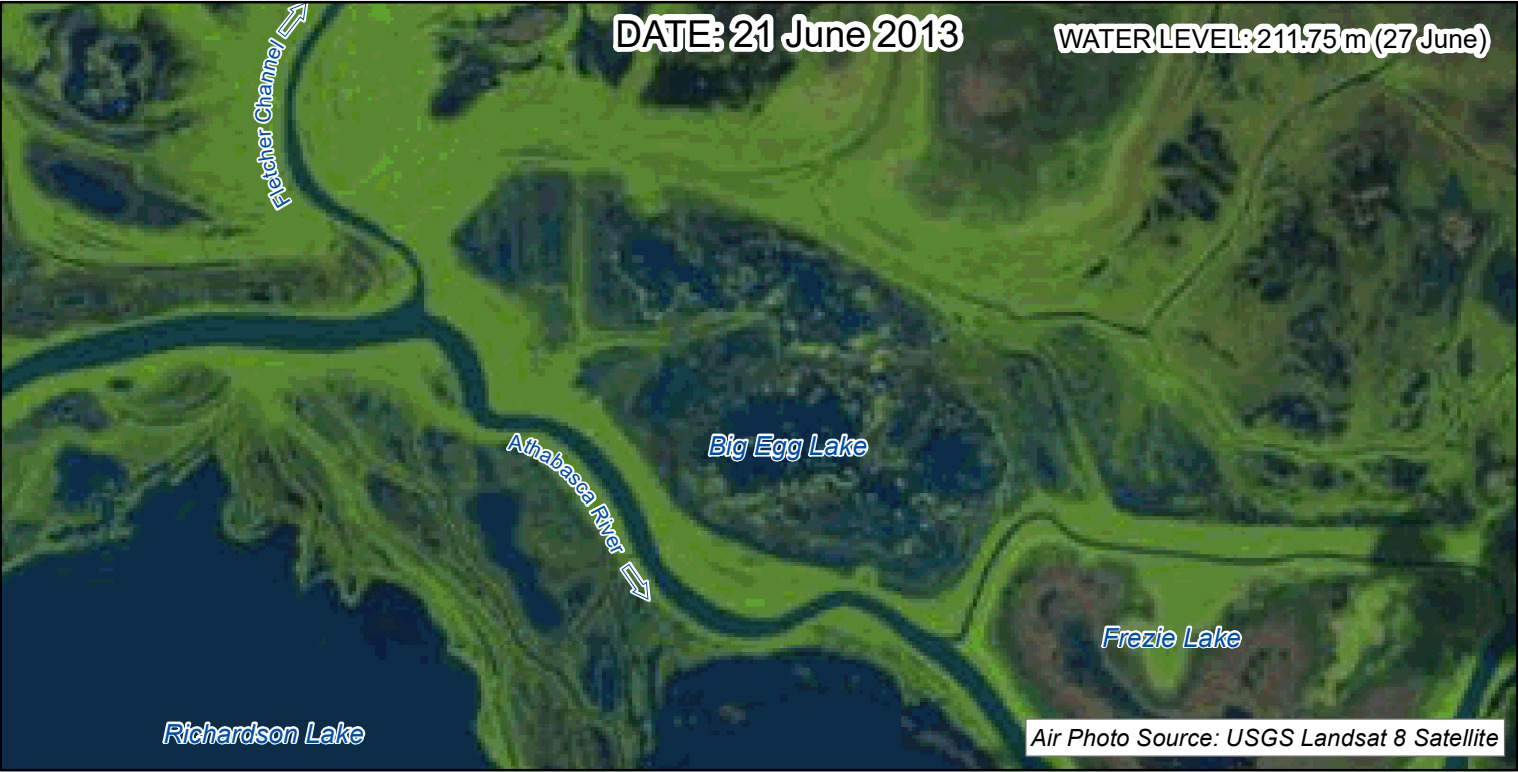 DATE: 21 June 2013
WATER LEVEL: 211.75 m (27 June)
Fletcher Channel
Big Egg Lake
Athabasca River
Frezie Lake
Richardson Lake
Air Photo Source: USGS Landsat 8 Satellite